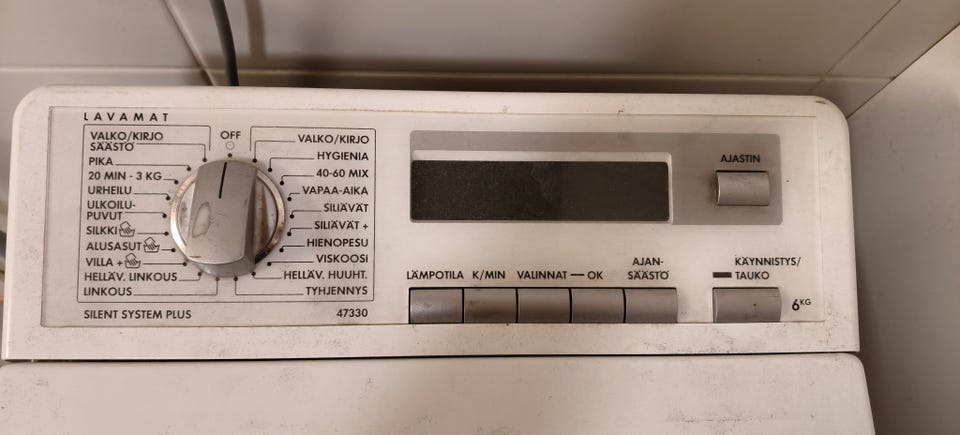 LAVAMAT
OFF
VALKO/KIRJO
SÄÄSTÖ
PIKA
20 MIN - 3 KG
URHEILU
ULKOILU-
PUVUT
SILKKI
ALUSASUT
VILLA +
HELLÄV. LINKOUS
LINKOUS
VALKO/KIRJO
HYGIENIA
40-60 MIX
VAPAA-AIKA
SILIÄVÄT
SILIÄVÄT +
HIENOPESU
VISKOOSI
HELLÄV. HUUHT.
TYHJENNYS
SILENT SYSTEM PLUS
47330
AJASTIN
LÄMPÖTILA K/MIN VALINNAT — OK
AJAN-
SÄÄSTÖ
KÄYNNISTYS/
TAUKO
6KG